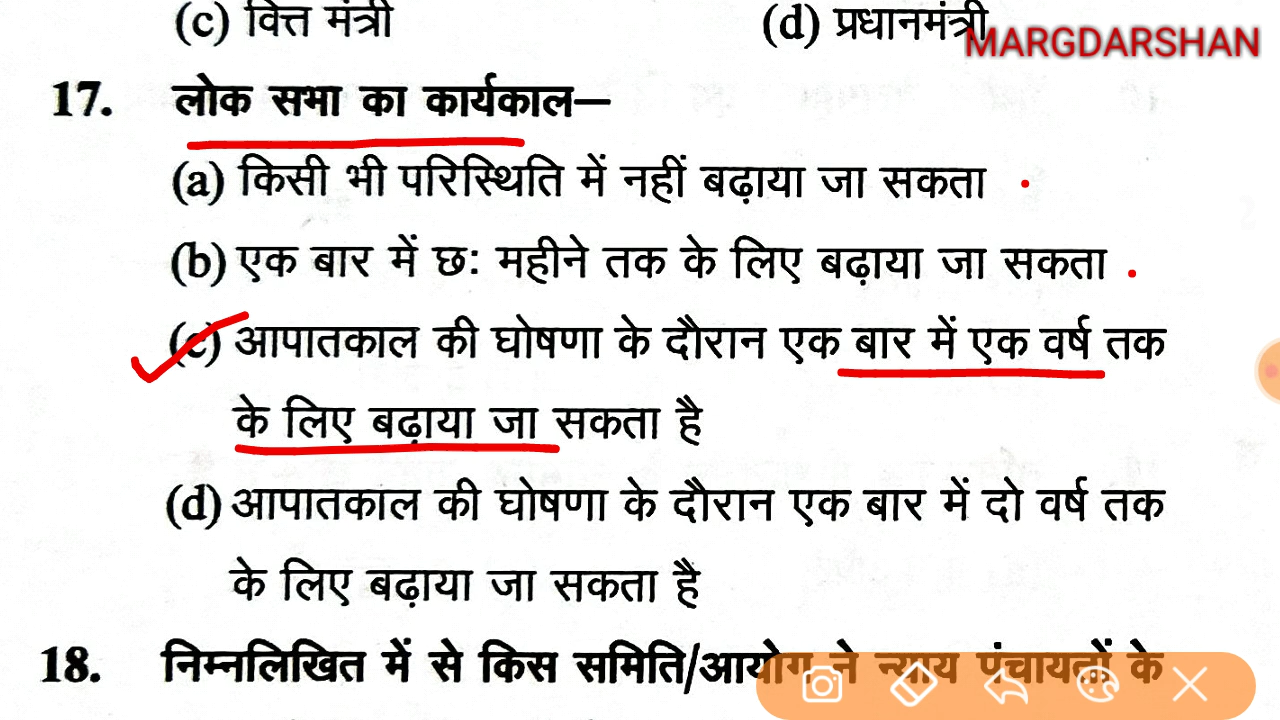 (c) वित्त मंत्री (d) प्रधानमंत्री
MARGDARSHAN
17. लोक सभा का कार्यकाल—
(a) किसी भी परिस्थिति में नहीं बढ़ाया जा सकता
(b) एक बार में छ: महीने तक के लिए बढ़ाया जा सकता
(c) आपातकाल की घोषणा के दौरान एक बार में एक वर्ष तक
के लिए बढ़ाया जा सकता है
(d) आपातकाल की घोषणा के दौरान एक बार में दो वर्ष तक
के लिए बढ़ाया जा सकता है
18. निम्नलिखित में से किस समिति/आयोग ने न्याय पंचायतों के